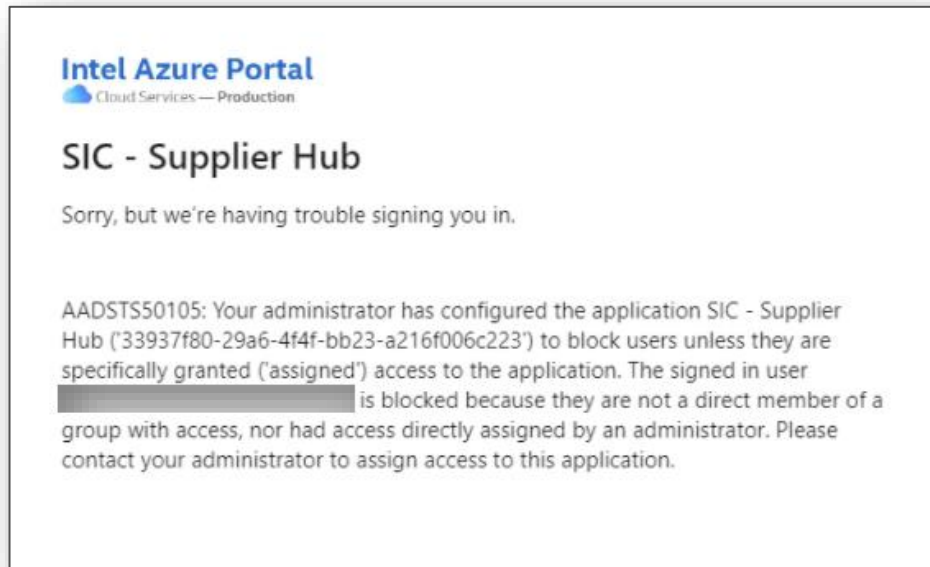 Intel Azure Portal
Cloud Services — Production
SIC - Supplier Hub
Sorry, but we're having trouble signing you in.
AADSTS50105: Your administrator has configured the application SIC - Supplier
Hub ('33937f80-29a6-4f4f-bb23-a216f006c223') to block users unless they are
specifically granted ('assigned') access to the application. The signed in user
is blocked because they are not a direct member of a
group with access, nor had access directly assigned by an administrator. Please
contact your administrator to assign access to this application.